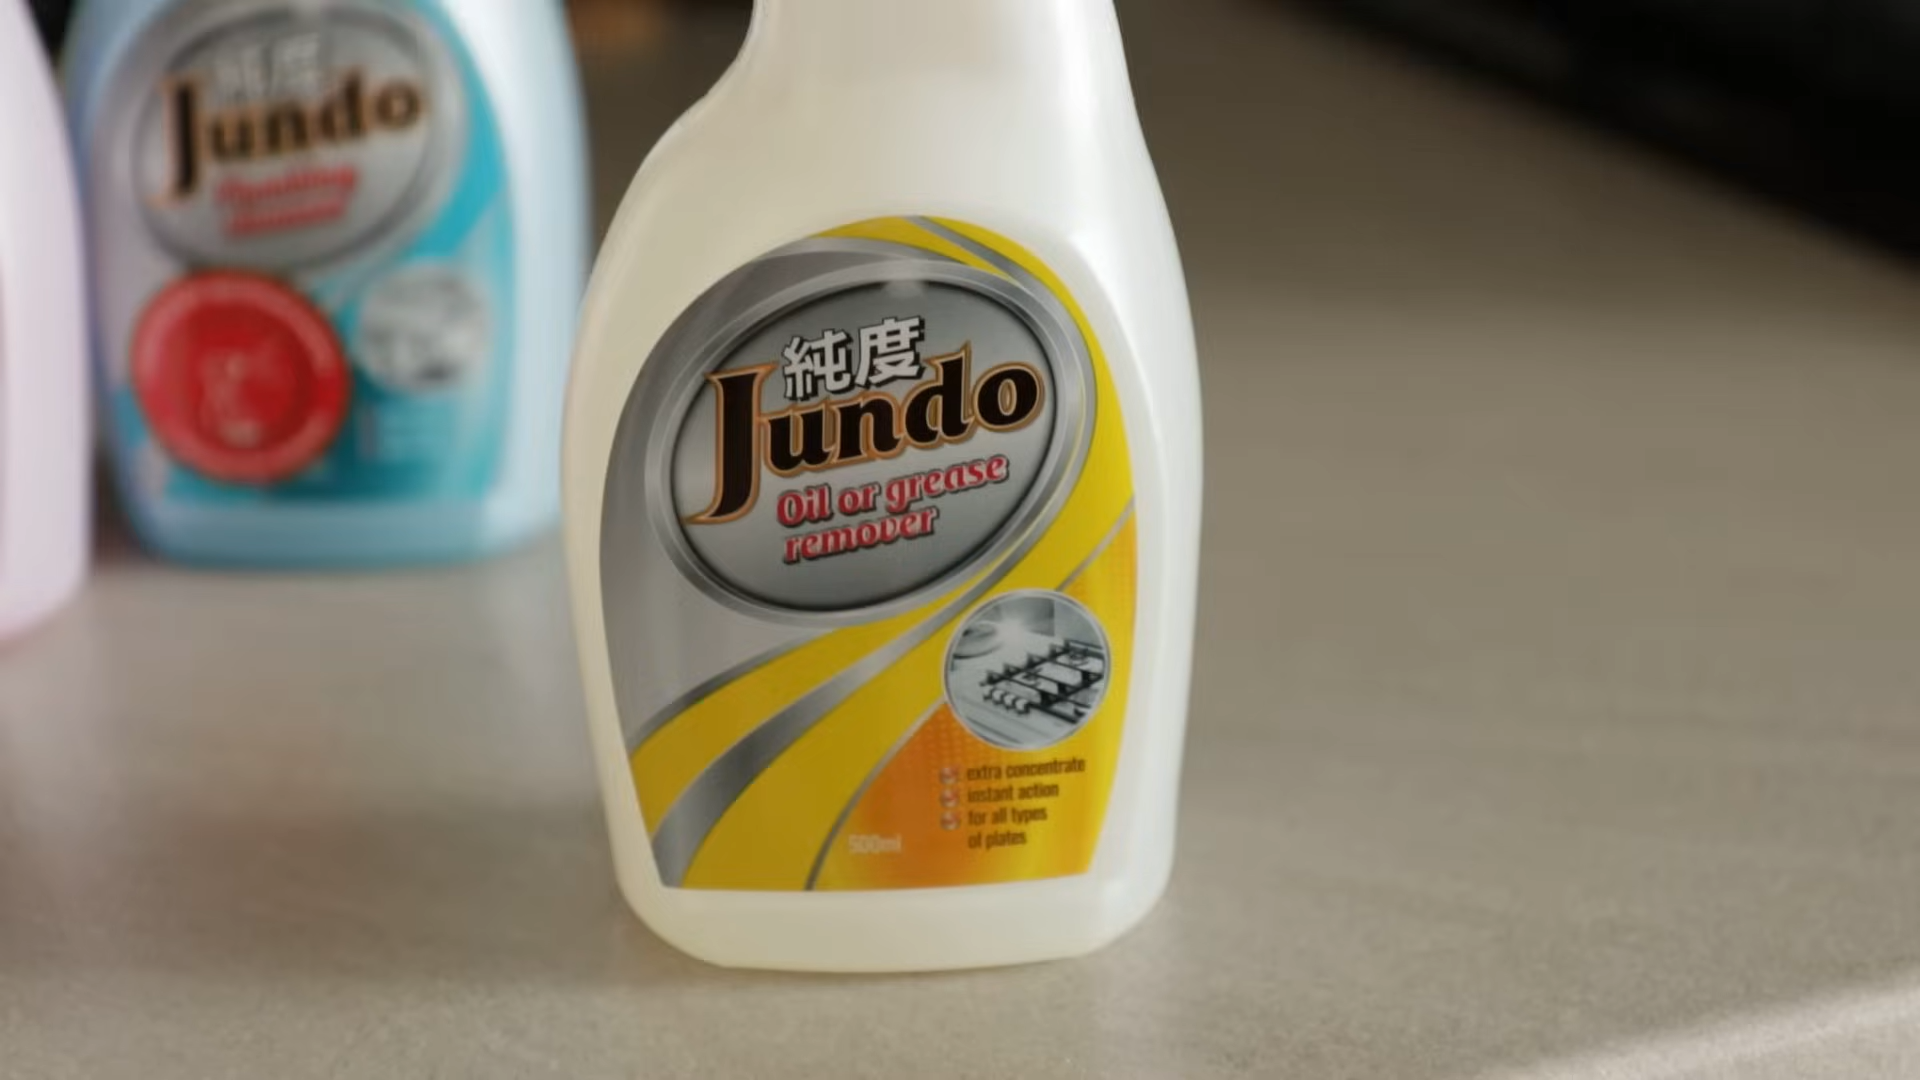 純度
Jundo
純度
Jundo
Oil or grease
remover
extra concentrate
instant action
for all types
of plates
500ml